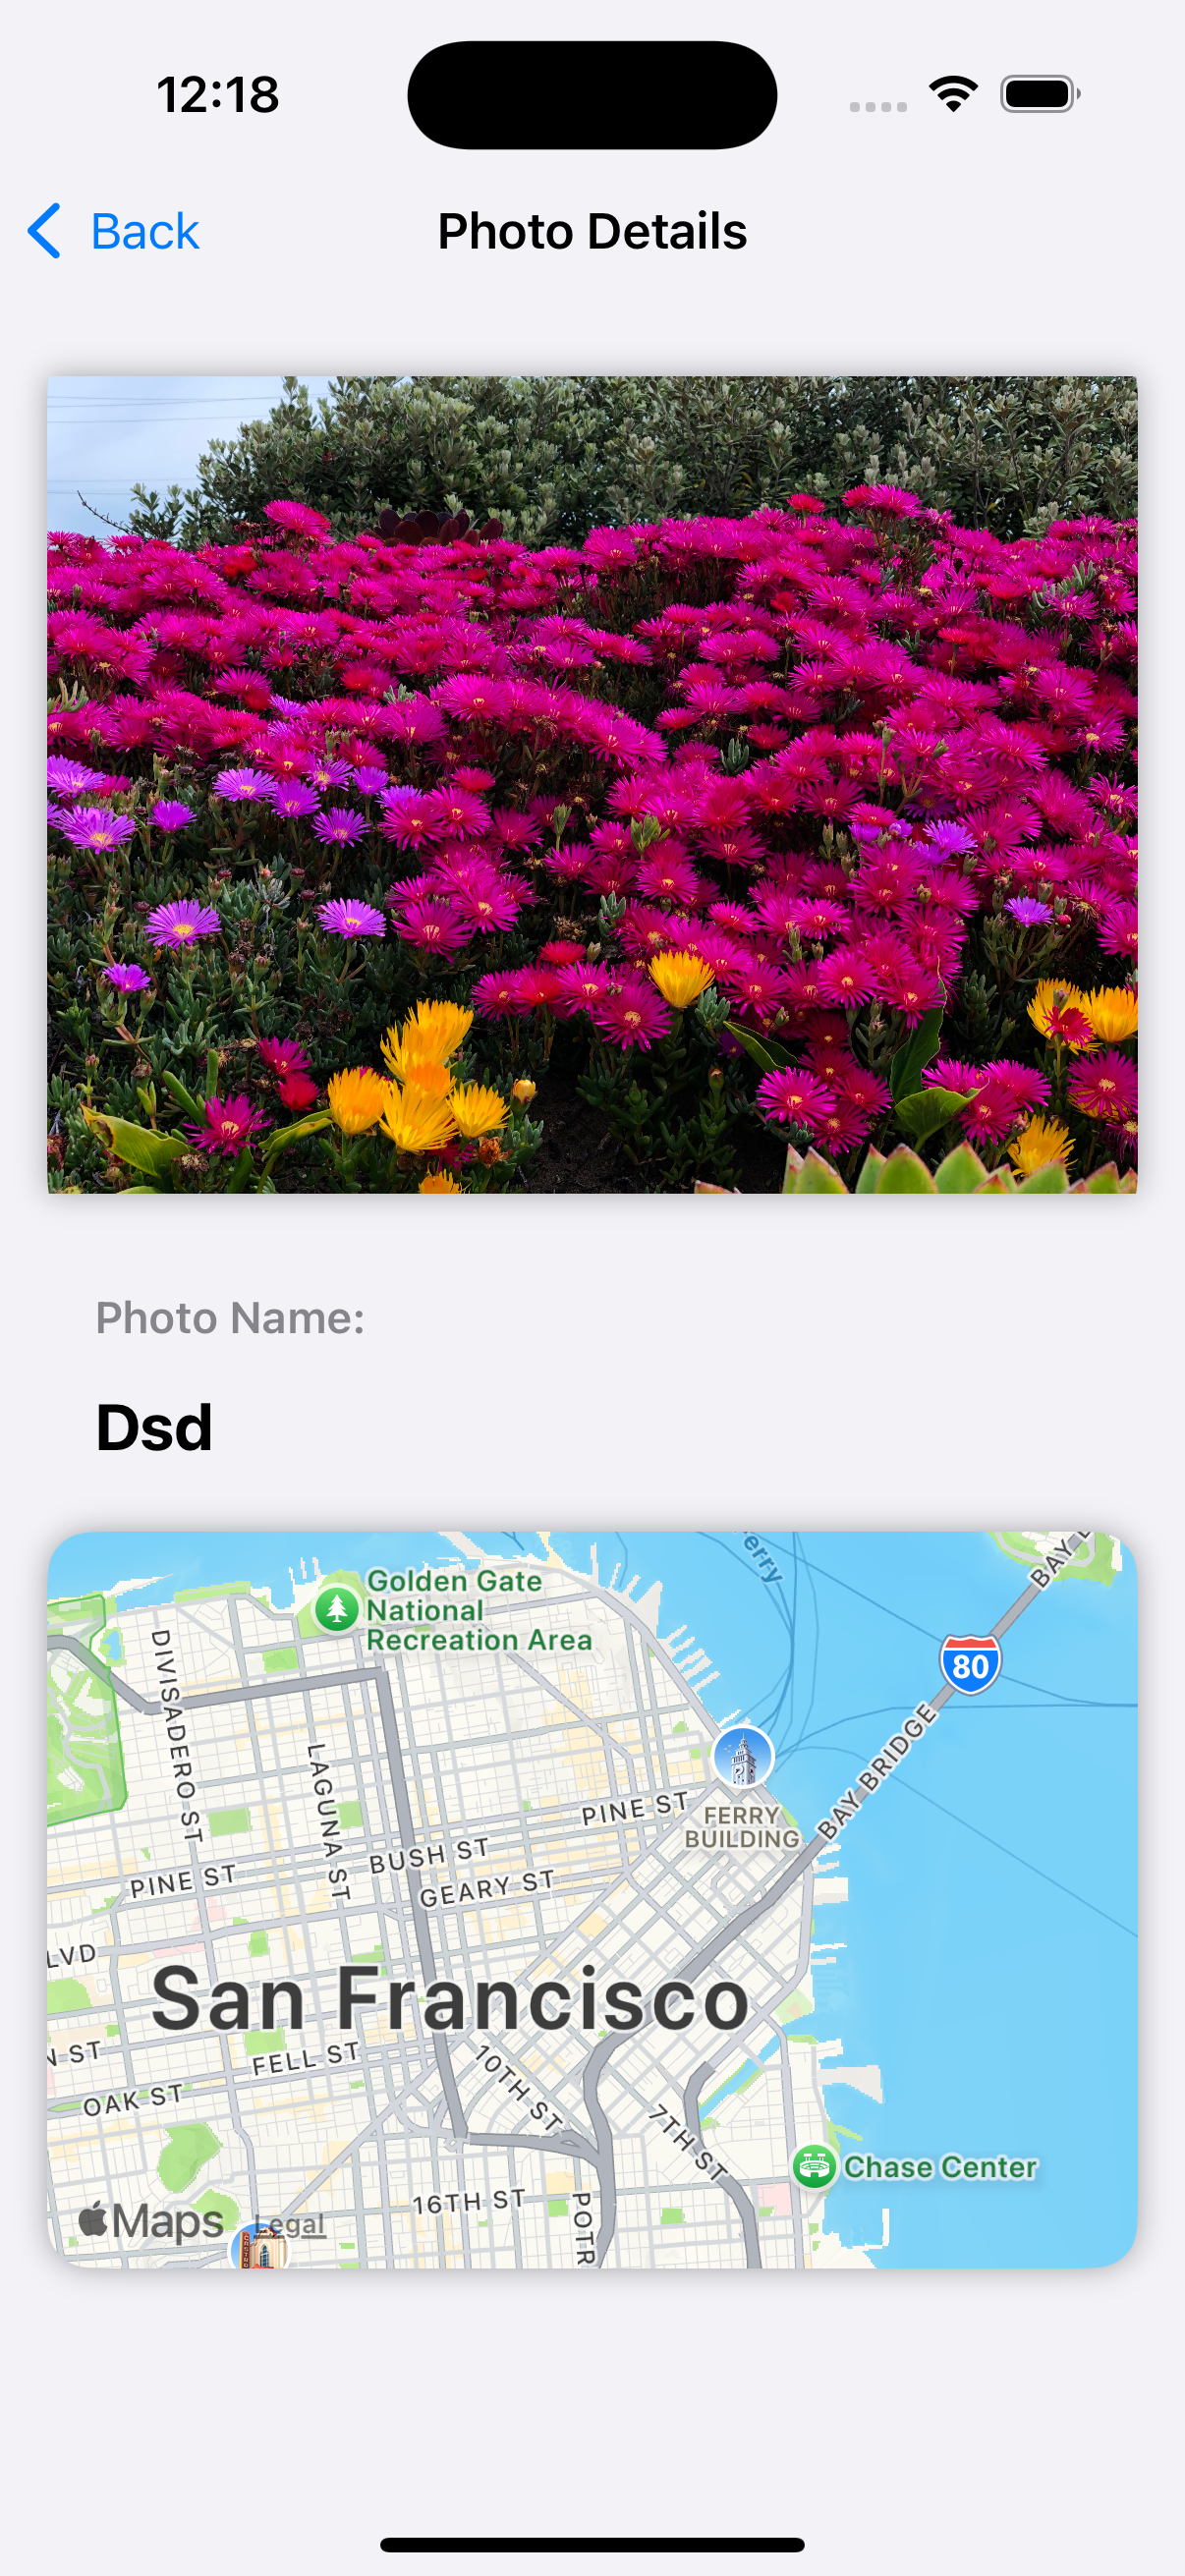 12:18
Back
Photo Details
Photo Name:
Dsd
Golden Gate
National
Recreation Area
erry
BAY
80
DIVISADERO ST
LAGUNA ST
BAY BRIDGE
PINE ST
FERRY
BUILDING
BUSH ST
PINE ST
GEARY ST
LVD
San Francisco
N ST
FELL ST
10TH ST
OAK ST
7TH ST
Chase Center
16TH ST
POTR
Maps
Legal